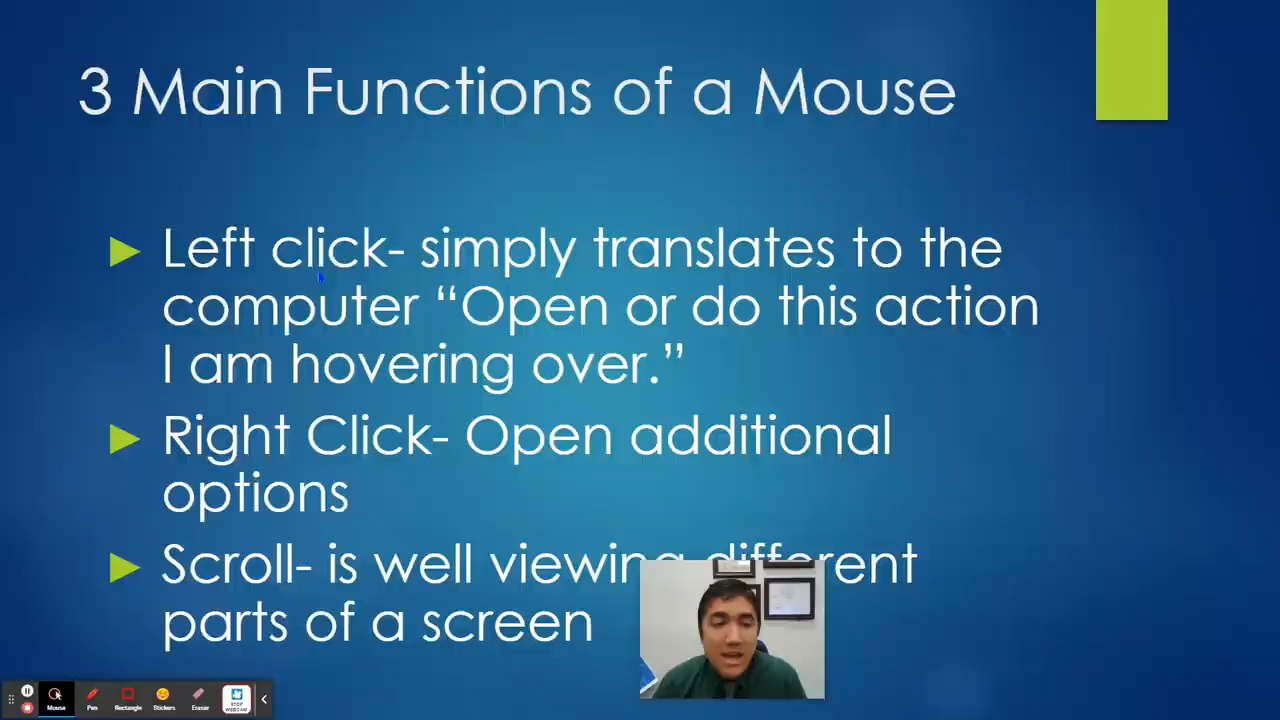 3 Main Functions of a Mouse
Left click- simply translates to the
computer “Open or do this action
I am hovering over.”
Right Click- Open additional
options
Scroll- is well viewing different
parts of a screen
Mouse Pen Rectangle Stickers Eraser STOP WEBCAM